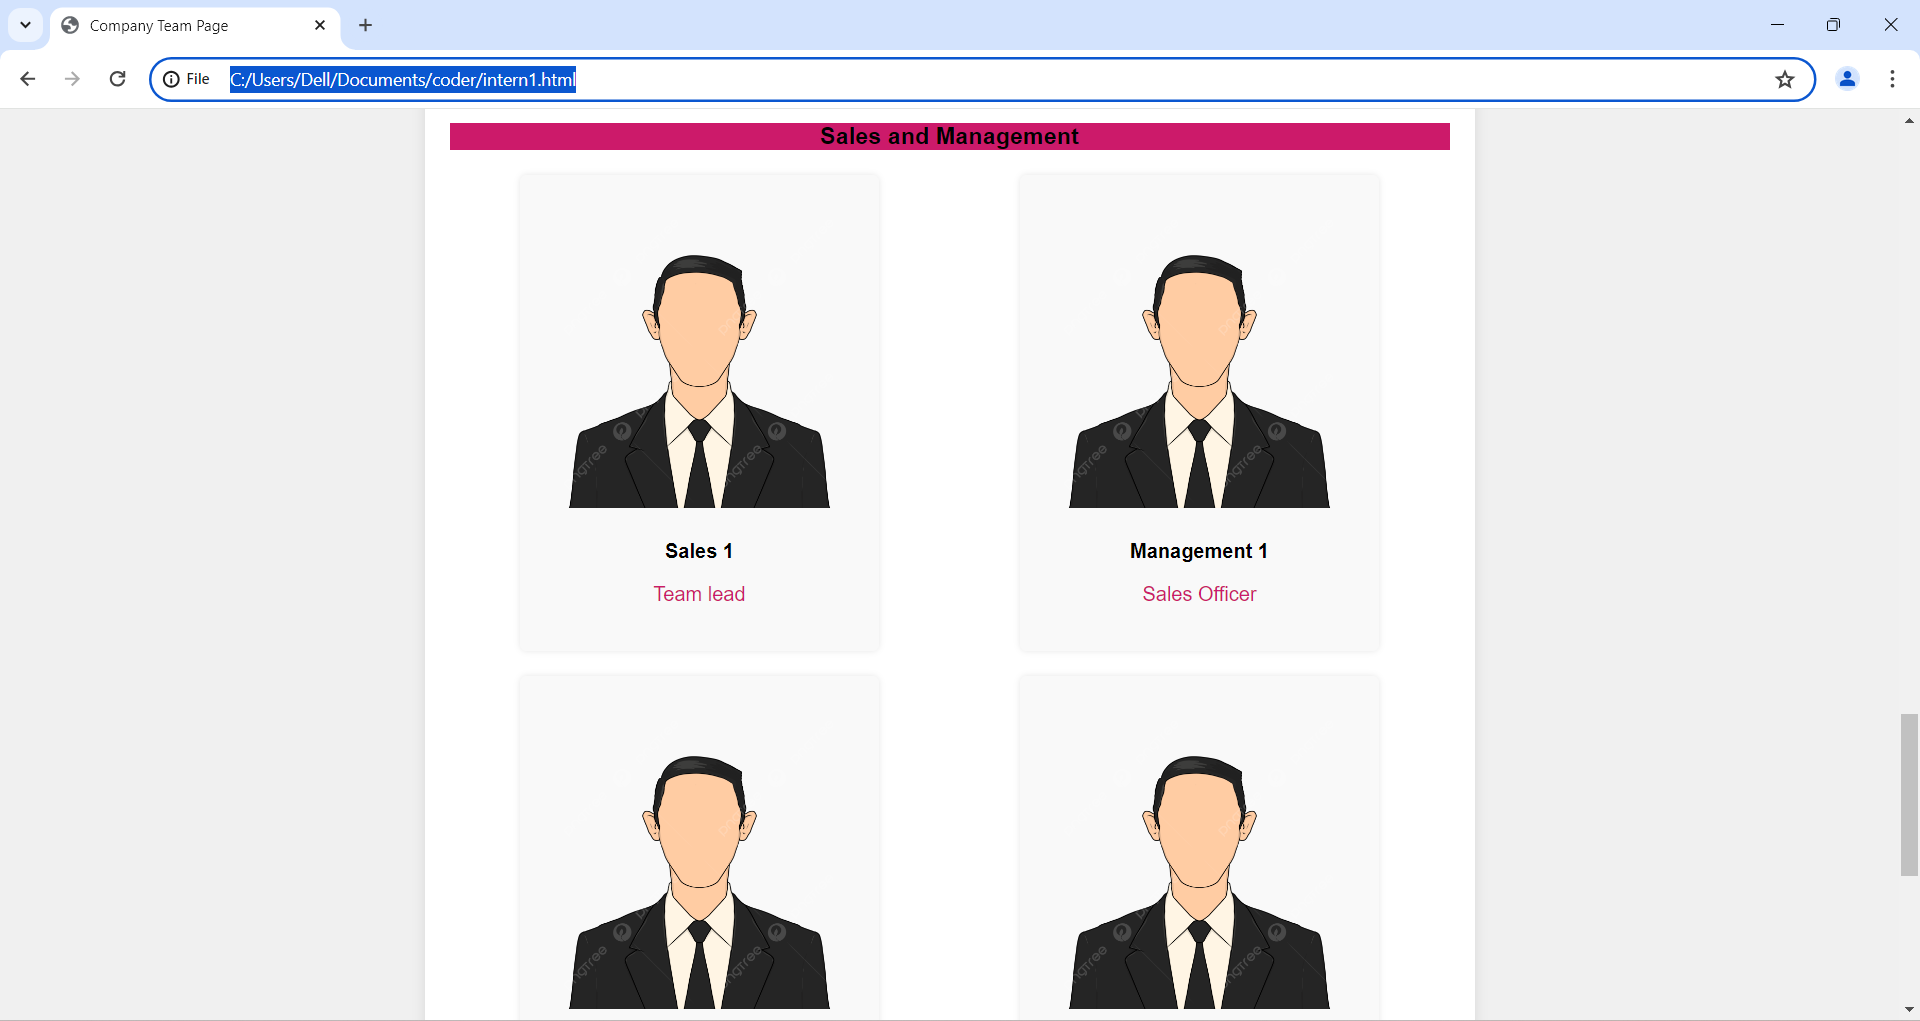 Company Team Page
File C:/Users/Dell/Documents/coder/intern1.html
Sales and Management
Sales 1
Management 1
Team lead
Sales Officer